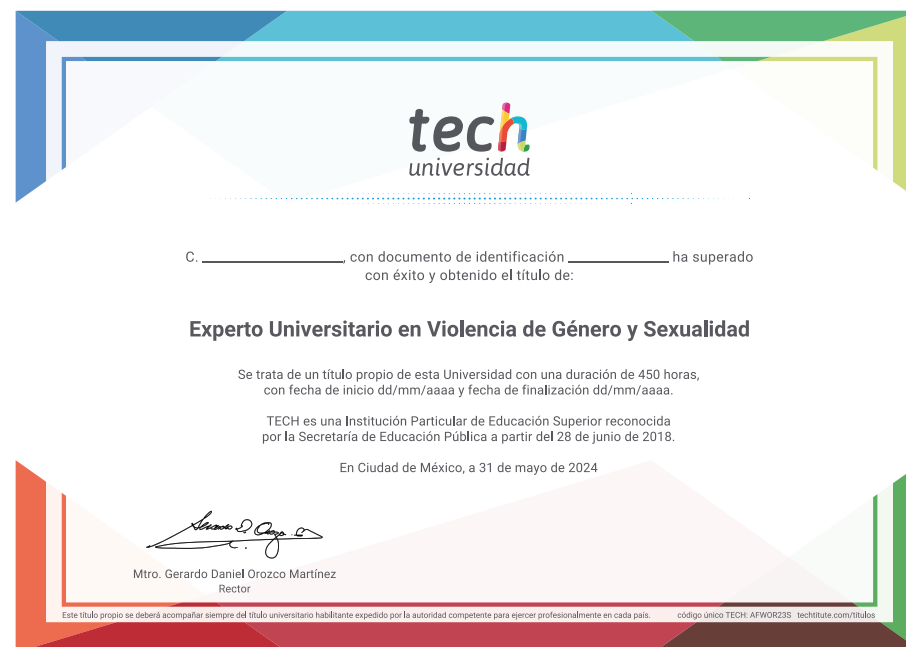 tech
universidad
C. ____________________, con documento de identificación ______________ ha superado
con éxito y obtenido el título de:
Experto Universitario en Violencia de Género y Sexualidad
Se trata de un título propio de esta Universidad con una duración de 450 horas,
con fecha de inicio dd/mm/aaaa y fecha de finalización dd/mm/aaaa.
TECH es una Institución Particular de Educación Superior reconocida
por la Secretaría de Educación Pública a partir del 28 de junio de 2018.
En Ciudad de México, a 31 de mayo de 2024
Mtro. Gerardo Daniel Orozco Martínez
Rector
Este título propio se deberá acompañar siempre del título universitario habilitante expedido por la autoridad competente para ejercer profesionalmente en cada país. código único TECH: AFWOR23S techtitute.com/titulos